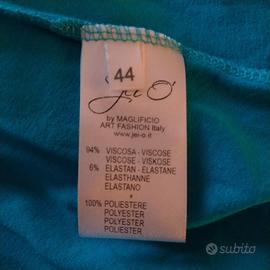 44
Jei O'
by MAGLIFICIO
ART FASHION Italy
www.jei-o.it
94% VISCOSA - VISCOSE
VISCOSE - VISKOSE
6% ELASTAN - ELASTANE
ELASTHANNE
ELASTANO
100% POLIESTERE
POLYESTER
POLYESTER
POLIESTER
subito